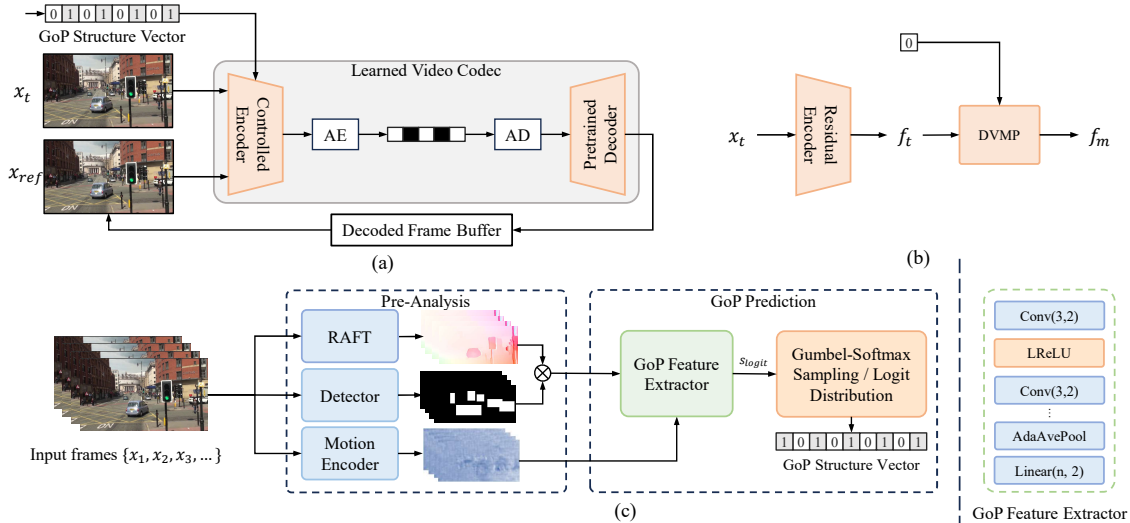 0 1 0 1 0 1 0 1
GoP Structure Vector
x_t
x_ref
Learned Video Codec
Controlled
Encoder
AE
AD
Pretrained
Decoder
Decoded Frame Buffer
(a)
0
x_t
Residual
Encoder
f_t
DVMP
f_m
(b)
Pre-Analysis
Input frames {x_1, x_2, x_3, …}
RAFT
Detector
Motion
Encoder
GoP Prediction
GoP Feature
Extractor
s_logit
Gumbel-Softmax
Sampling / Logit
Distribution
1 0 1 0 1 0 1 0 1
GoP Structure Vector
(c)
Conv(3,2)
LReLU
Conv(3,2)
⋮
AdaAvePool
Linear(n, 2)
GoP Feature Extractor